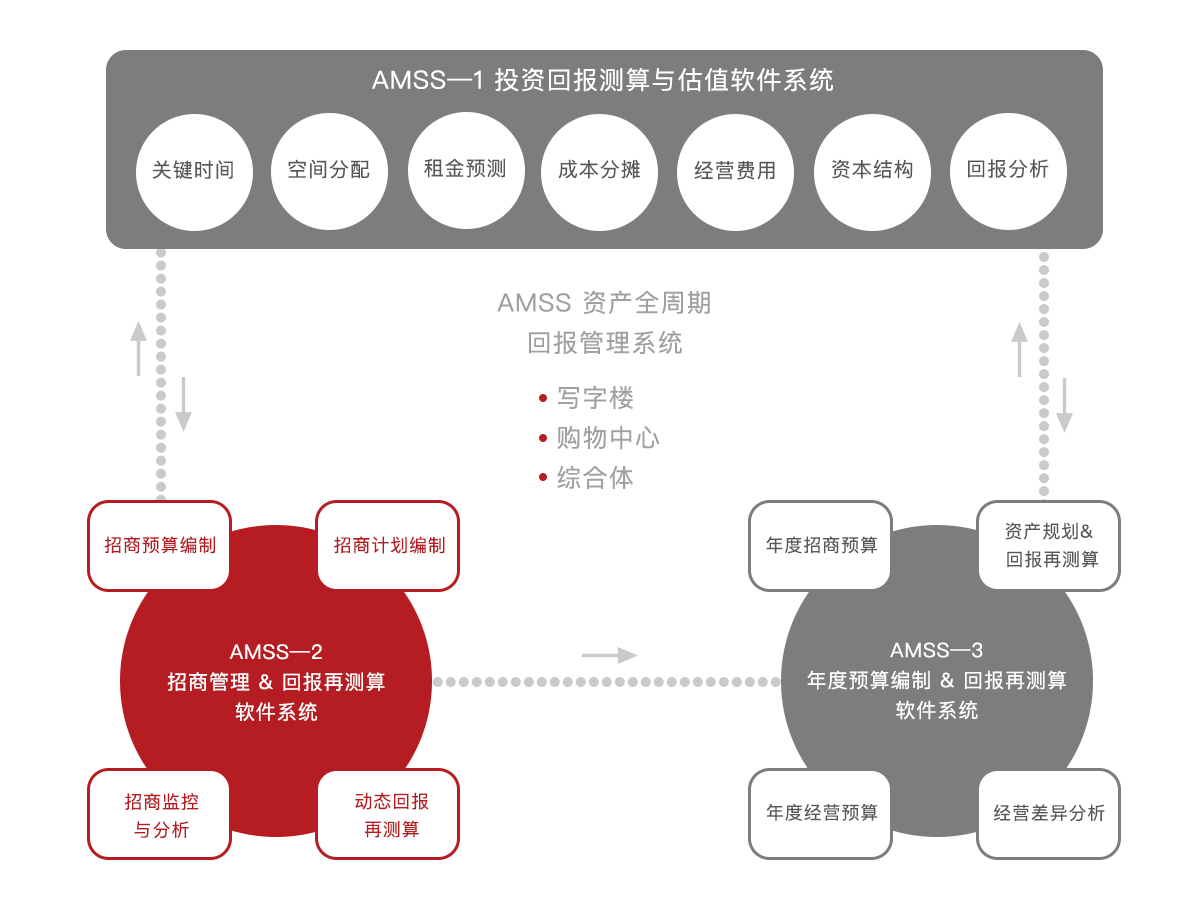 AMSS—1 投资回报测算与估值软件系统
关键时间
空间分配
租金预测
成本分摊
经营费用
资本结构
回报分析
AMSS 资产全周期
回报管理系统
写字楼
购物中心
综合体
招商预算编制
招商计划编制
AMSS—2
招商管理 & 回报再测算
软件系统
招商监控
与分析
动态回报
再测算
年度招商预算
资产规划&
回报再测算
AMSS—3
年度预算编制 & 回报再测算
软件系统
年度经营预算
经营差异分析